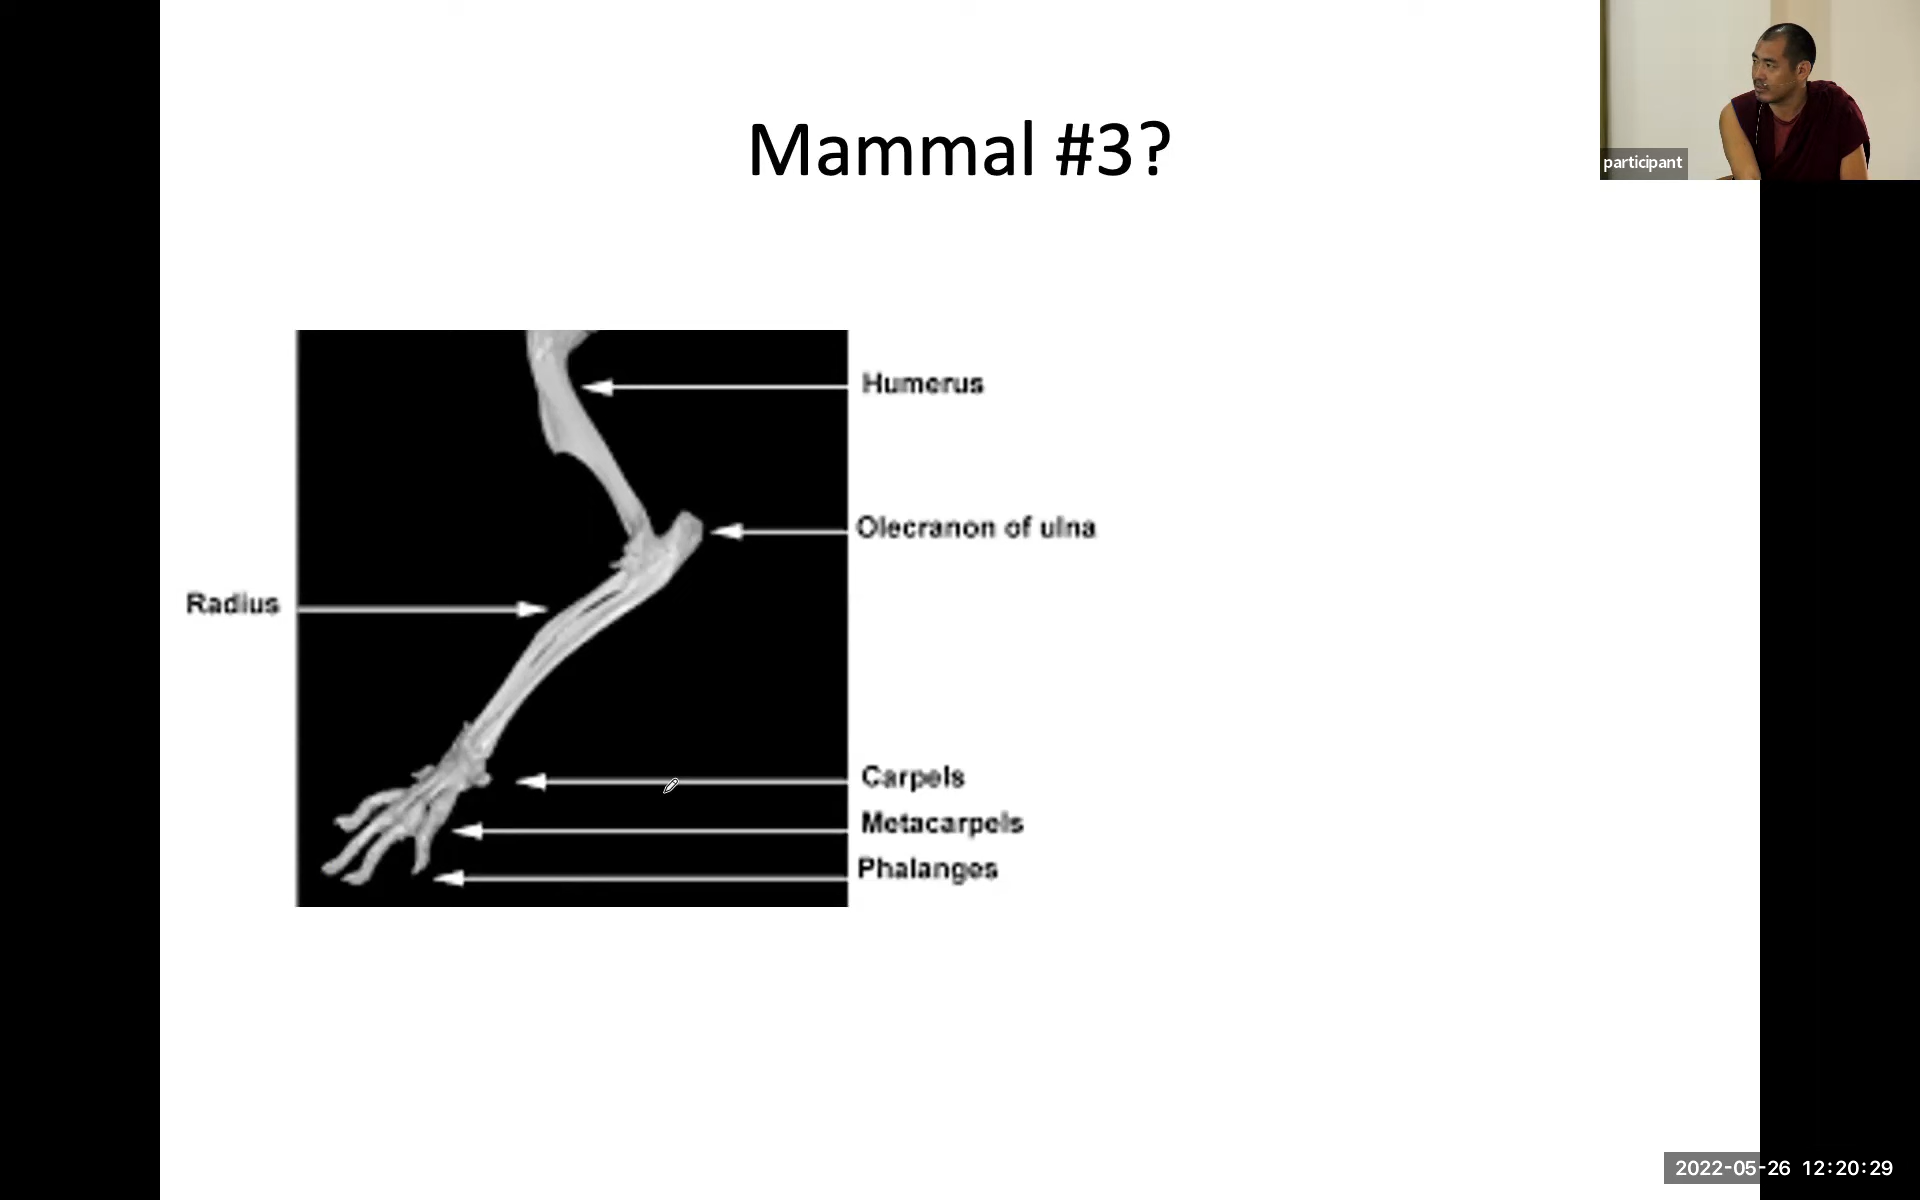 Mammal #3?
participant
Humerus
Olecranon of ulna
Radius
Carpels
Metacarpels
Phalanges
2022-05-26 12:20:29